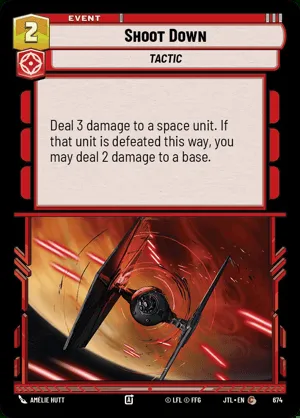 EVENT
2
SHOOT DOWN
TACTIC
Deal 3 damage to a space unit. If
that unit is defeated this way, you
may deal 2 damage to a base.
AMÉLIE HUTT
© LFL © FFG
JTL • EN
C
674